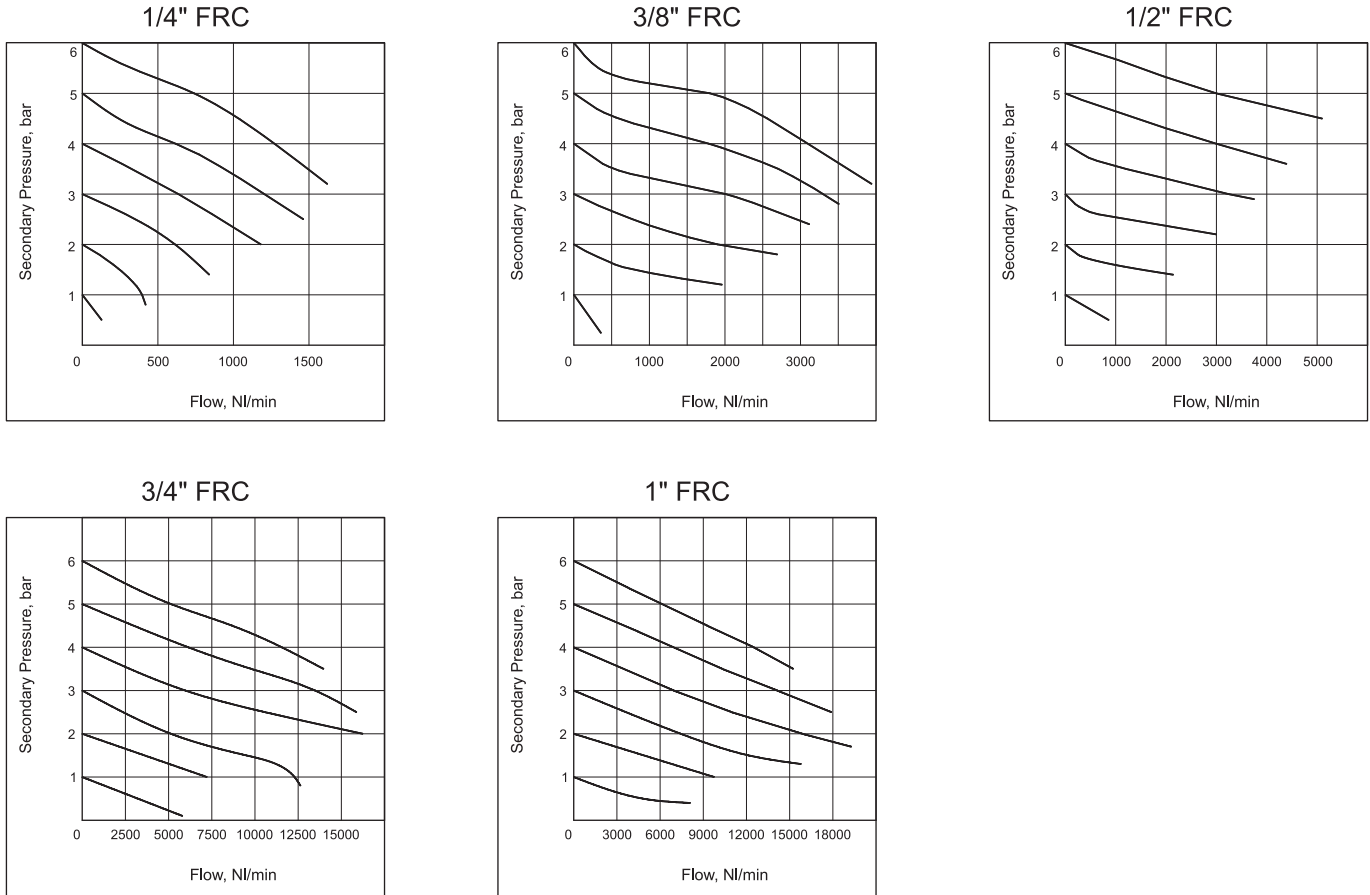 1/4" FRC
Secondary Pressure, bar
6
5
4
3
2
1
0 500 1000 1500
Flow, Nl/min
3/8" FRC
Secondary Pressure, bar
6
5
4
3
2
1
0 1000 2000 3000
Flow, Nl/min
1/2" FRC
Secondary Pressure, bar
6
5
4
3
2
1
0 1000 2000 3000 4000 5000
Flow, Nl/min
3/4" FRC
Secondary Pressure, bar
6
5
4
3
2
1
0 2500 5000 7500 10000 12500 15000
Flow, Nl/min
1" FRC
Secondary Pressure, bar
6
5
4
3
2
1
0 3000 6000 9000 12000 15000 18000
Flow, Nl/min